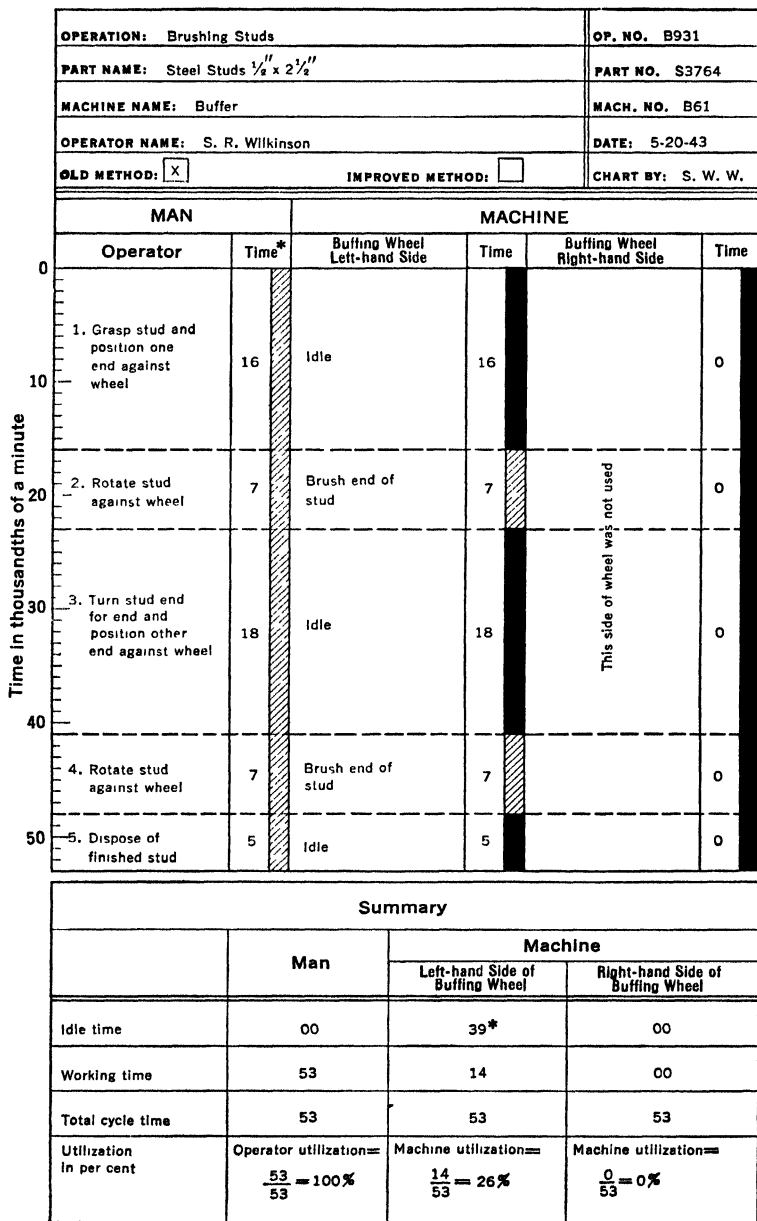 OPERATION: Brushing Studs OP. NO. B931
PART NAME: Steel Studs 1/2" x 2 1/2" PART NO. S3764
MACHINE NAME: Buffer MACH. NO. B61
OPERATOR NAME: S. R. Wilkinson DATE: 5-20-43
OLD METHOD: X IMPROVED METHOD: CHART BY: S. W. W.
MAN MACHINE
Operator Time* Buffing Wheel Left-hand Side Time Buffing Wheel Right-hand Side Time
Time in thousandths of a minute
0
10
20
30
40
50
1. Grasp stud and
position one
end against
wheel
16
Idle
16
0
2. Rotate stud
against wheel
7
Brush end of
stud
7
0
This side of wheel was not used
3. Turn stud end
for end and
position other
end against wheel
18
Idle
18
0
4. Rotate stud
against wheel
7
Brush end of
stud
7
0
5. Dispose of
finished stud
5
Idle
5
0
Summary
Man Machine
Left-hand Side of Buffing Wheel Right-hand Side of Buffing Wheel
Idle time 00 39* 00
Working time 53 14 00
Total cycle time 53 53 53
Utilization
in per cent
Operator utilization=
53/53 = 100%
Machine utilization=
14/53 = 26%
Machine utilization=
0/53 = 0%